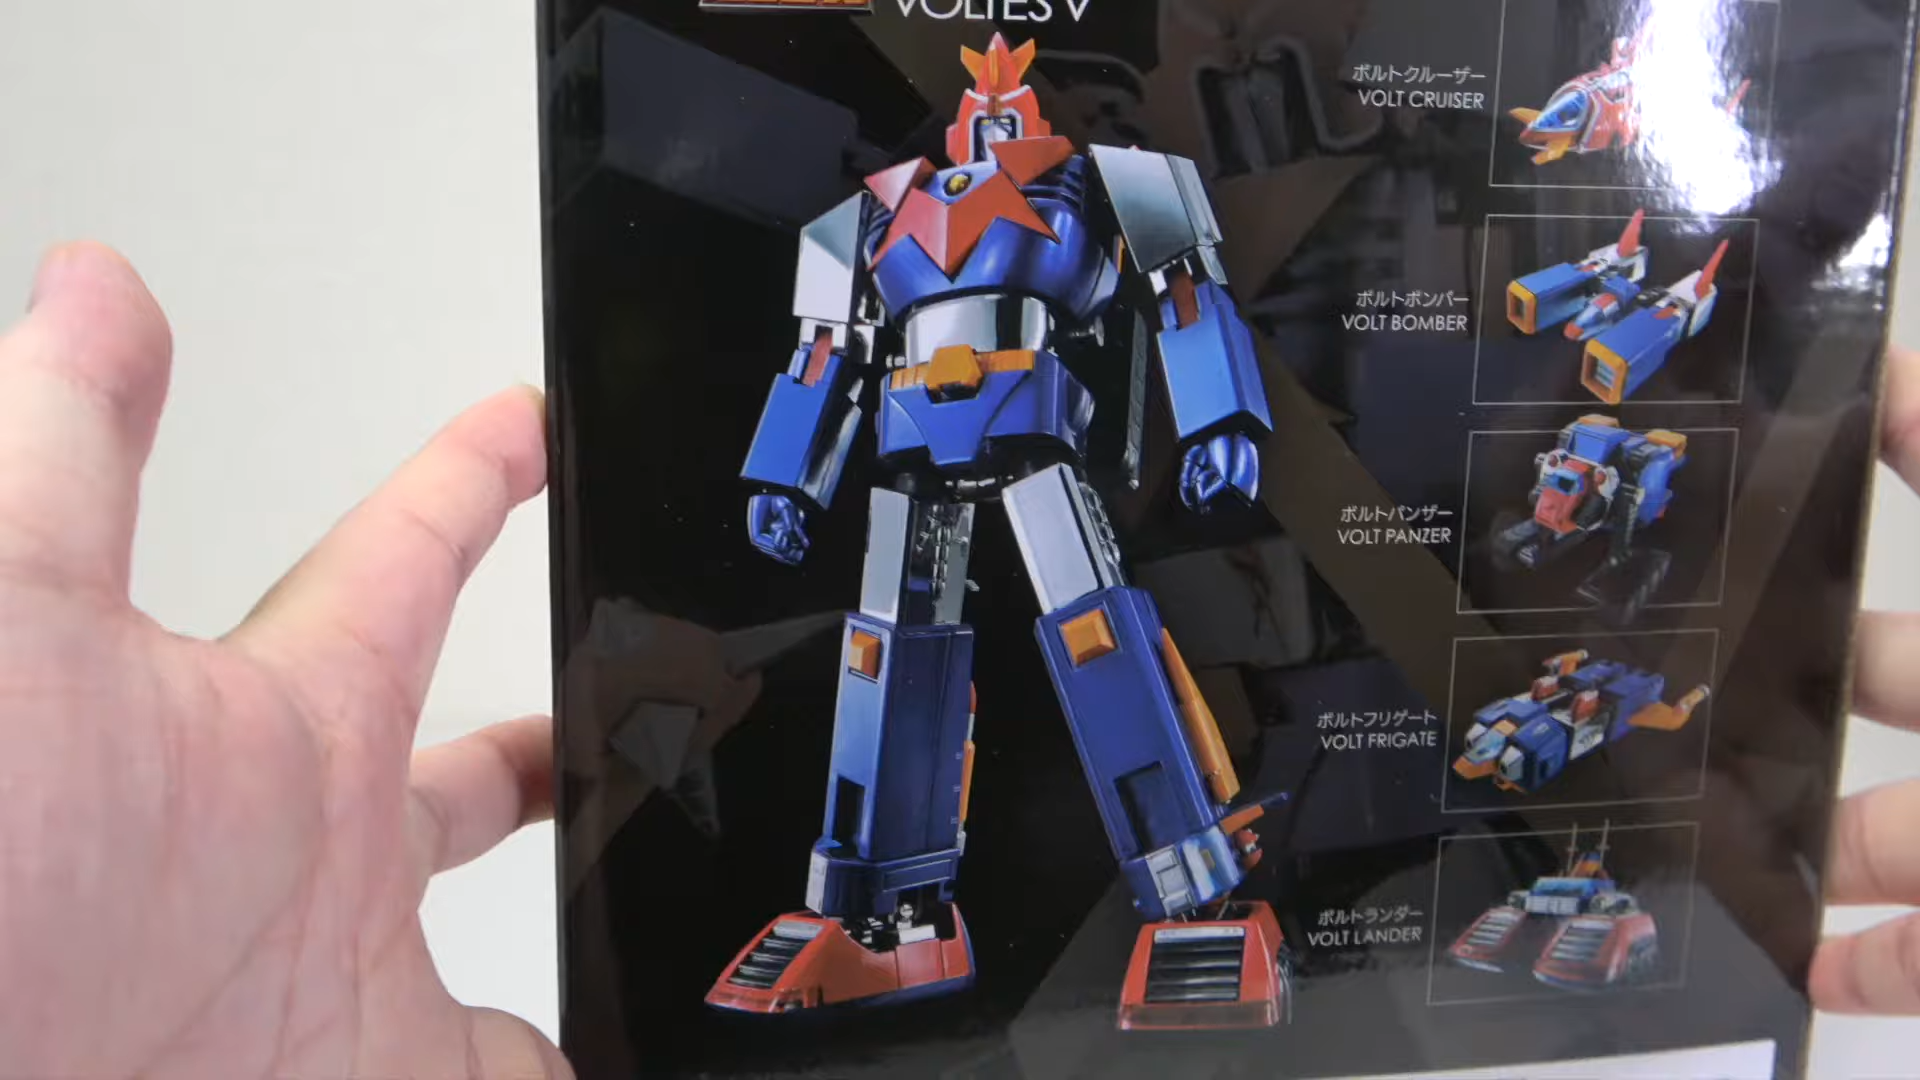 VOLTES V
ボルトクルーザー
VOLT CRUISER
ボルトボンバー
VOLT BOMBER
ボルトパンザー
VOLT PANZER
ボルトフリゲート
VOLT FRIGATE
ボルトランダー
VOLT LANDER